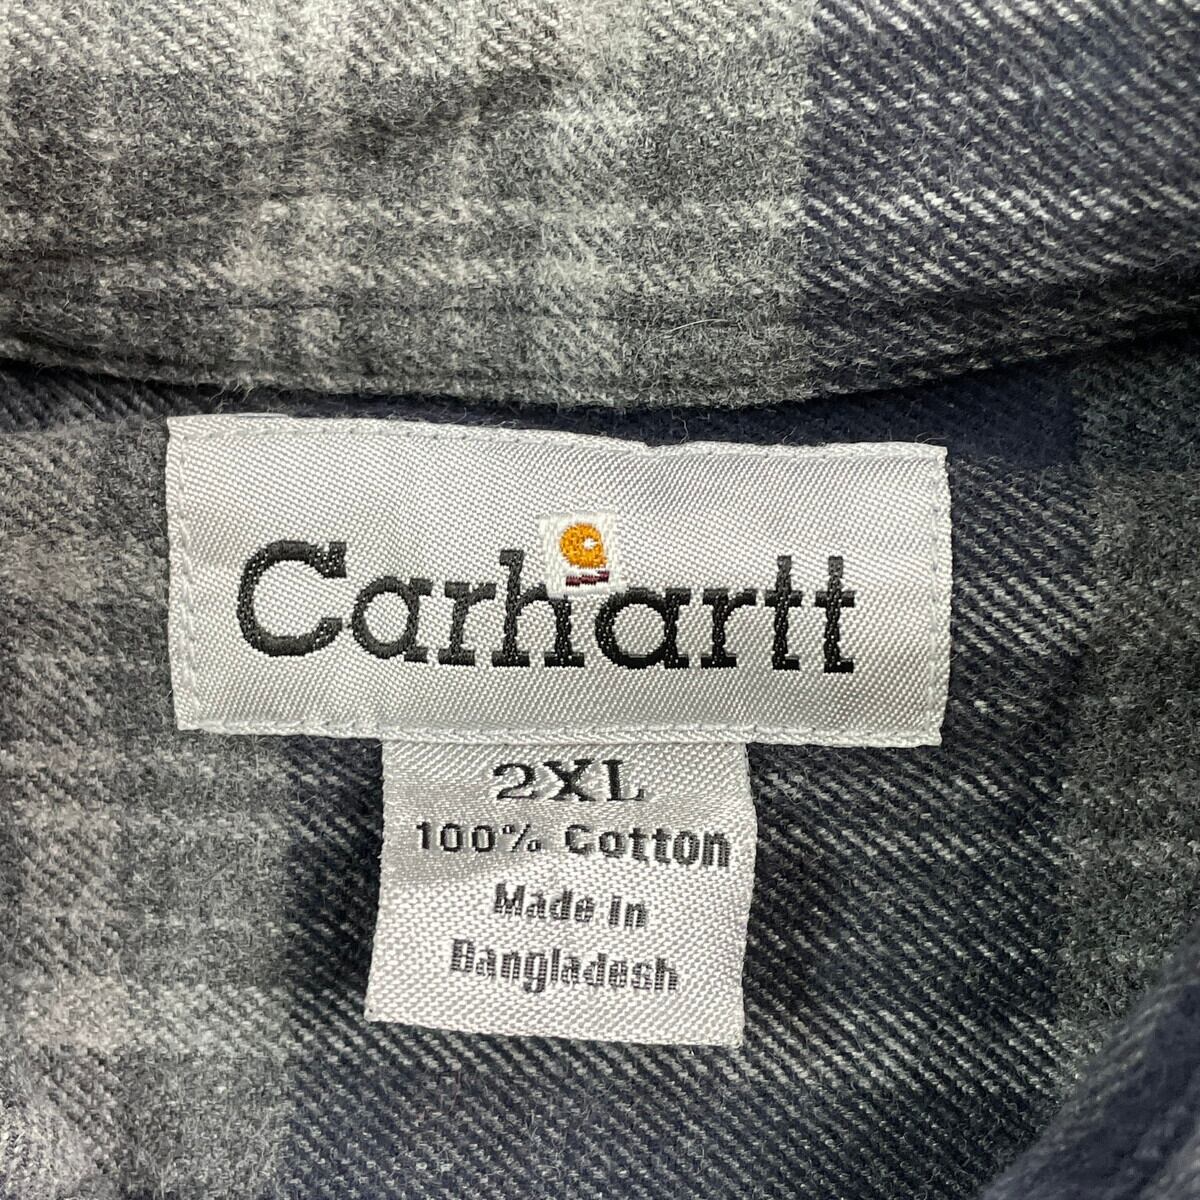 Carhartt
2XL
100% Cotton
Made in
Bangladesh